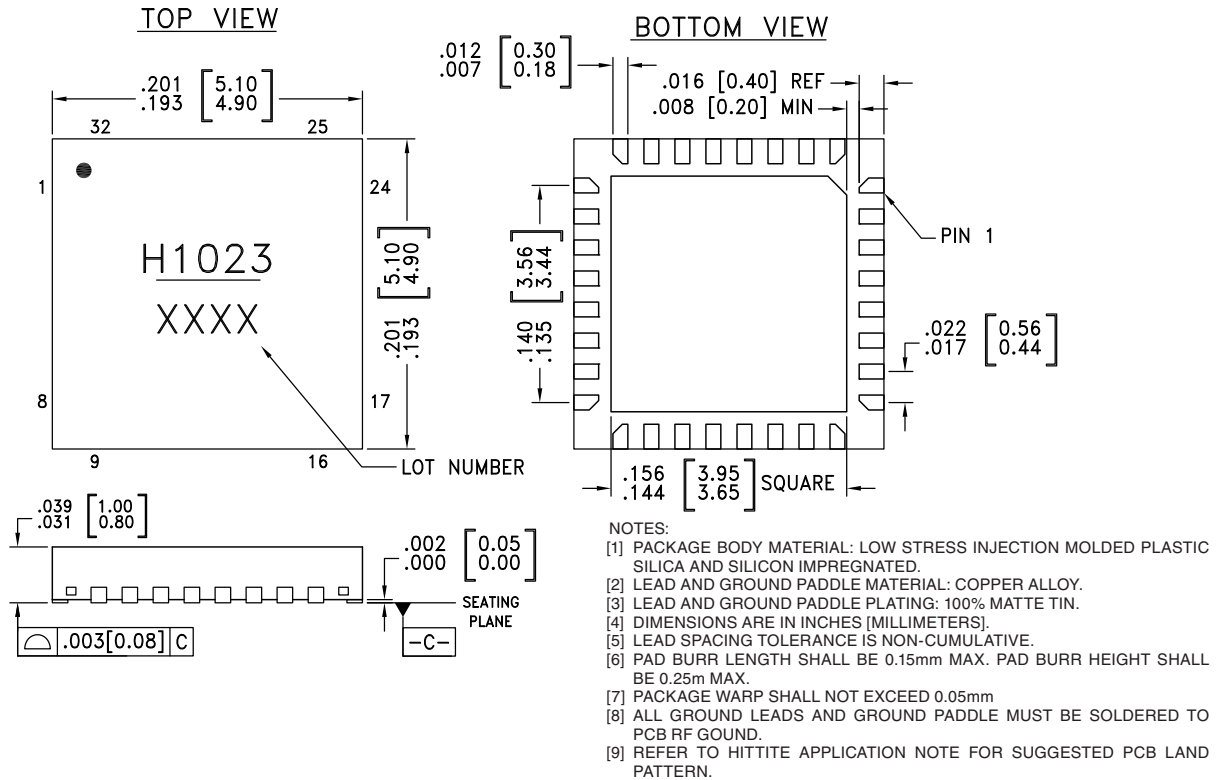 TOP VIEW
.201 [5.10]
.193 [4.90]
32
25
1
24
H1023
XXXX
.201 [5.10]
.193 [4.90]
8
17
9
16
LOT NUMBER
BOTTOM VIEW
.012 [0.30]
.007 [0.18]
.016 [0.40] REF
.008 [0.20] MIN
PIN 1
.140 [3.56]
.135 [3.44]
.022 [0.56]
.017 [0.44]
.156 [3.95]
.144 [3.65]
SQUARE
.039 [1.00]
.031 [0.80]
.002 [0.05]
.000 [0.00]
SEATING
PLANE
.003[0.08] C
-C-
NOTES:
[1] PACKAGE BODY MATERIAL: LOW STRESS INJECTION MOLDED PLASTIC
SILICA AND SILICON IMPREGNATED.
[2] LEAD AND GROUND PADDLE MATERIAL: COPPER ALLOY.
[3] LEAD AND GROUND PADDLE PLATING: 100% MATTE TIN.
[4] DIMENSIONS ARE IN INCHES [MILLIMETERS].
[5] LEAD SPACING TOLERANCE IS NON-CUMULATIVE.
[6] PAD BURR LENGTH SHALL BE 0.15mm MAX. PAD BURR HEIGHT SHALL
BE 0.25m MAX.
[7] PACKAGE WARP SHALL NOT EXCEED 0.05mm
[8] ALL GROUND LEADS AND GROUND PADDLE MUST BE SOLDERED TO
PCB RF GOUND.
[9] REFER TO HITTITE APPLICATION NOTE FOR SUGGESTED PCB LAND
PATTERN.